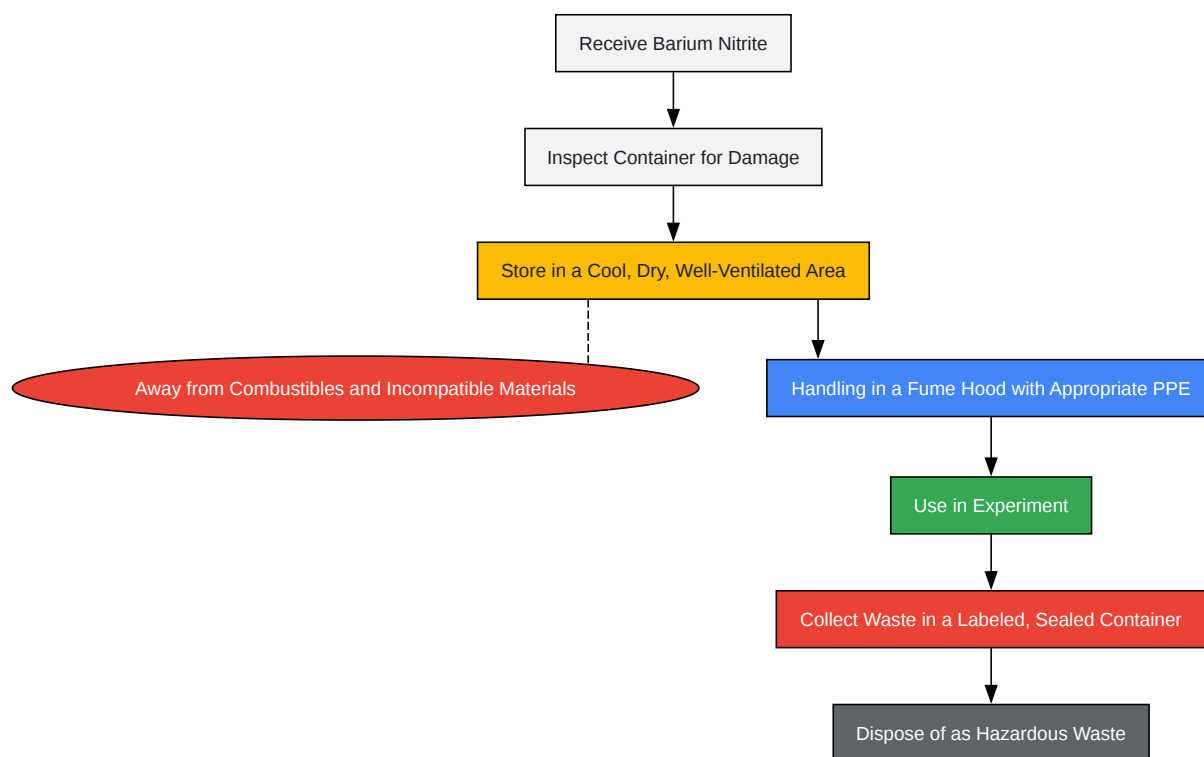 Receive Barium Nitrite
Inspect Container for Damage
Store in a Cool, Dry, Well-Ventilated Area
Away from Combustibles and Incompatible Materials
Handling in a Fume Hood with Appropriate PPE
Use in Experiment
Collect Waste in a Labeled, Sealed Container
Dispose of as Hazardous Waste